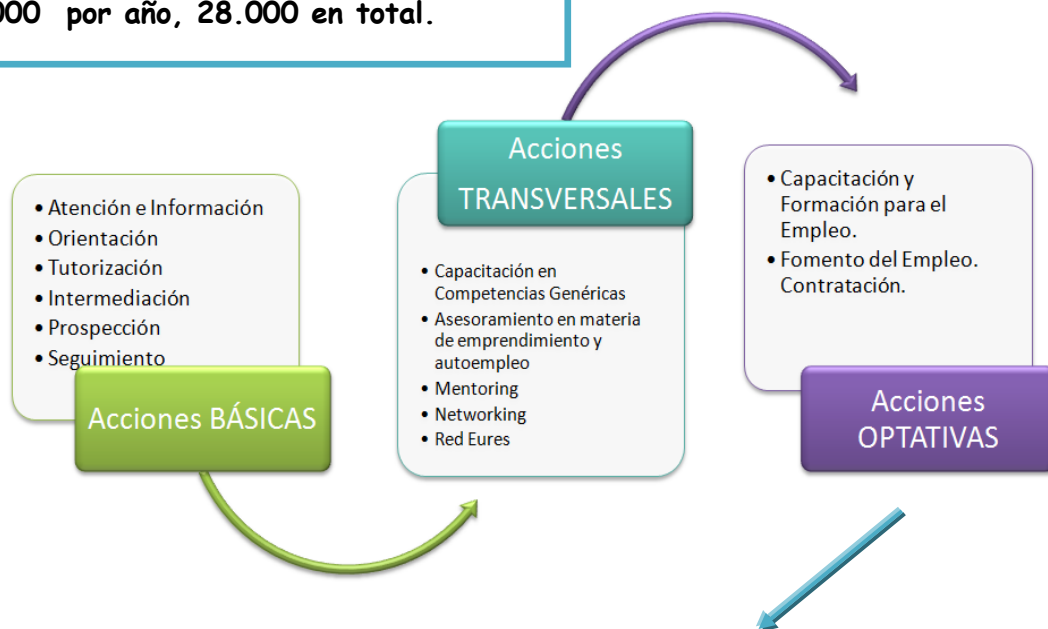 000 por año, 28.000 en total.
• Atención e Información
• Orientación
• Tutorización
• Intermediación
• Prospección
• Seguimiento
Acciones BÁSICAS
Acciones
TRANSVERSALES
• Capacitación en
Competencias Genéricas
• Asesoramiento en materia
de emprendimiento y
autoempleo
• Mentoring
• Networking
• Red Eures
• Capacitación y
Formación para el
Empleo.
• Fomento del Empleo.
Contratación.
Acciones
OPTATIVAS